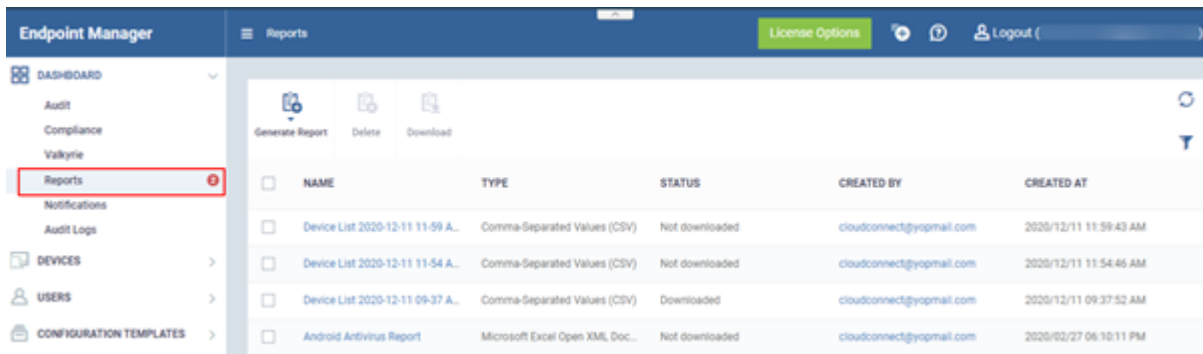 Endpoint Manager
Reports
License Options
Logout (
)
DASHBOARD
Audit
Compliance
Valkyrie
Reports
Notifications
Audit Logs
DEVICES
USERS
CONFIGURATION TEMPLATES
Generate Report Delete Download
NAME TYPE STATUS CREATED BY CREATED AT
Device List 2020-12-11 11-59 A... Comma-Separated Values (CSV) Not downloaded cloudconnect@yopmail.com 2020/12/11 11:59:43 AM
Device List 2020-12-11 11-54 A... Comma-Separated Values (CSV) Not downloaded cloudconnect@yopmail.com 2020/12/11 11:54:46 AM
Device List 2020-12-11 09-37 A... Comma-Separated Values (CSV) Downloaded cloudconnect@yopmail.com 2020/12/11 09:37:52 AM
Android Antivirus Report Microsoft Excel Open XML Doc... Not downloaded cloudconnect@yopmail.com 2020/02/27 06:10:11 PM